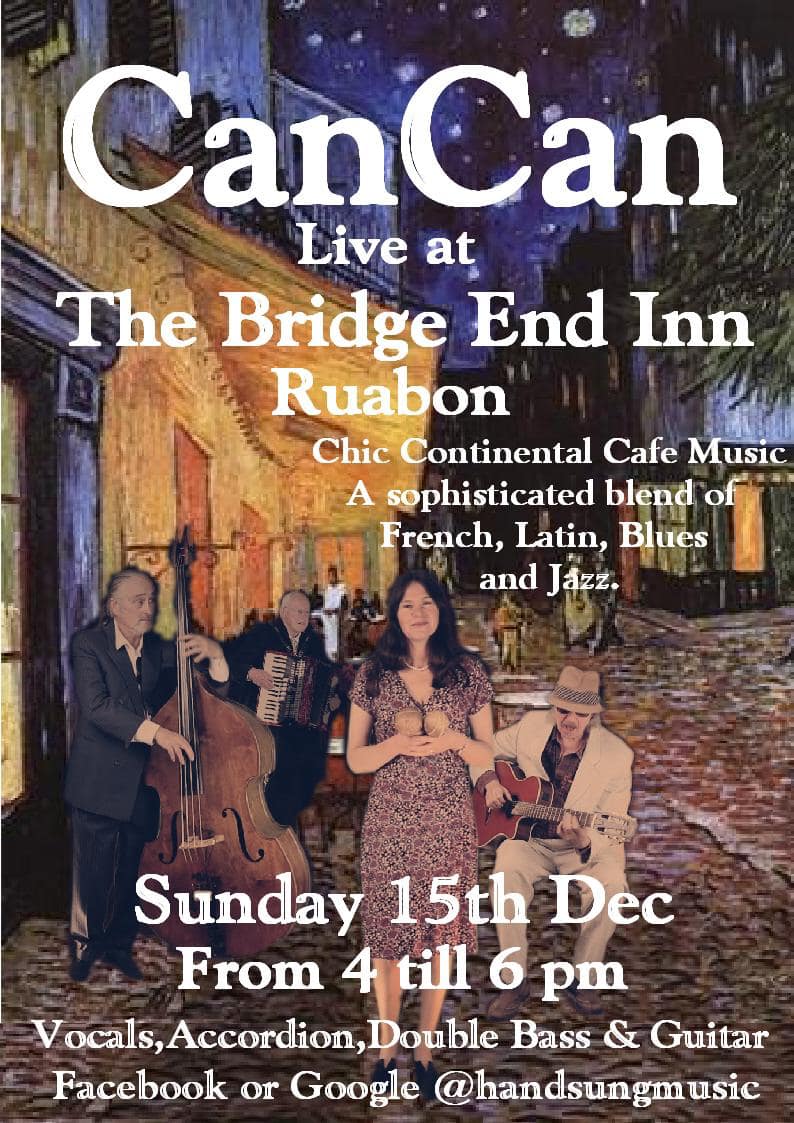 CanCan
Live at
The Bridge End Inn
Ruabon
Chic Continental Cafe Music
A sophisticated blend of
French, Latin, Blues
and Jazz.
Sunday 15th Dec
From 4 till 6 pm
Vocals,Accordion,Double Bass & Guitar
Facebook or Google @handsungmusic